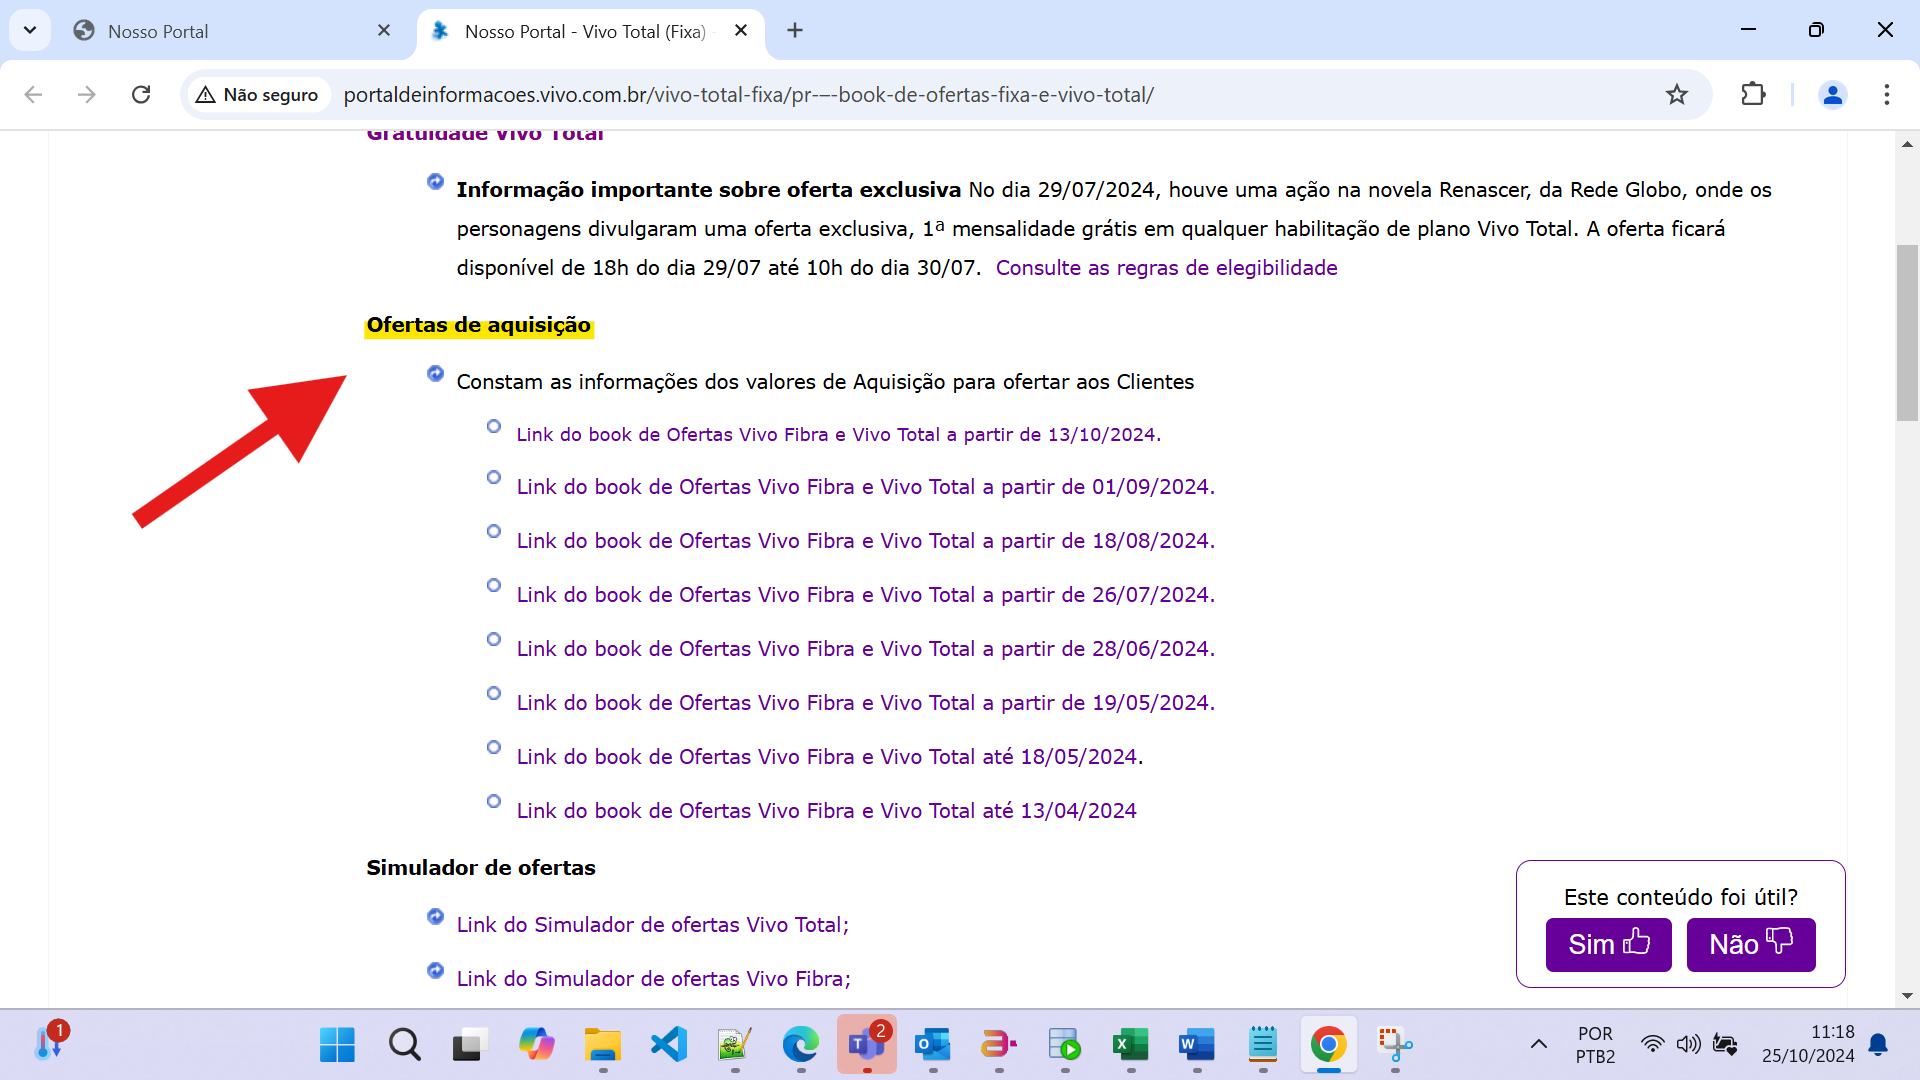 Nosso Portal
Nosso Portal - Vivo Total (Fixa)
Não seguro
portaldeinformacoes.vivo.com.br/vivo-total-fixa/pr-–-book-de-ofertas-fixa-e-vivo-total/
Gratuidade Vivo Total
Informação importante sobre oferta exclusiva No dia 29/07/2024, houve uma ação na novela Renascer, da Rede Globo, onde os
personagens divulgaram uma oferta exclusiva, 1ª mensalidade grátis em qualquer habilitação de plano Vivo Total. A oferta ficará
disponível de 18h do dia 29/07 até 10h do dia 30/07. Consulte as regras de elegibilidade
Ofertas de aquisição
Constam as informações dos valores de Aquisição para ofertar aos Clientes
Link do book de Ofertas Vivo Fibra e Vivo Total a partir de 13/10/2024.
Link do book de Ofertas Vivo Fibra e Vivo Total a partir de 01/09/2024.
Link do book de Ofertas Vivo Fibra e Vivo Total a partir de 18/08/2024.
Link do book de Ofertas Vivo Fibra e Vivo Total a partir de 26/07/2024.
Link do book de Ofertas Vivo Fibra e Vivo Total a partir de 28/06/2024.
Link do book de Ofertas Vivo Fibra e Vivo Total a partir de 19/05/2024.
Link do book de Ofertas Vivo Fibra e Vivo Total até 18/05/2024.
Link do book de Ofertas Vivo Fibra e Vivo Total até 13/04/2024
Simulador de ofertas
Link do Simulador de ofertas Vivo Total;
Link do Simulador de ofertas Vivo Fibra;
Este conteúdo foi útil?
Sim
Não
1
2
POR
PTB2
11:18
25/10/2024